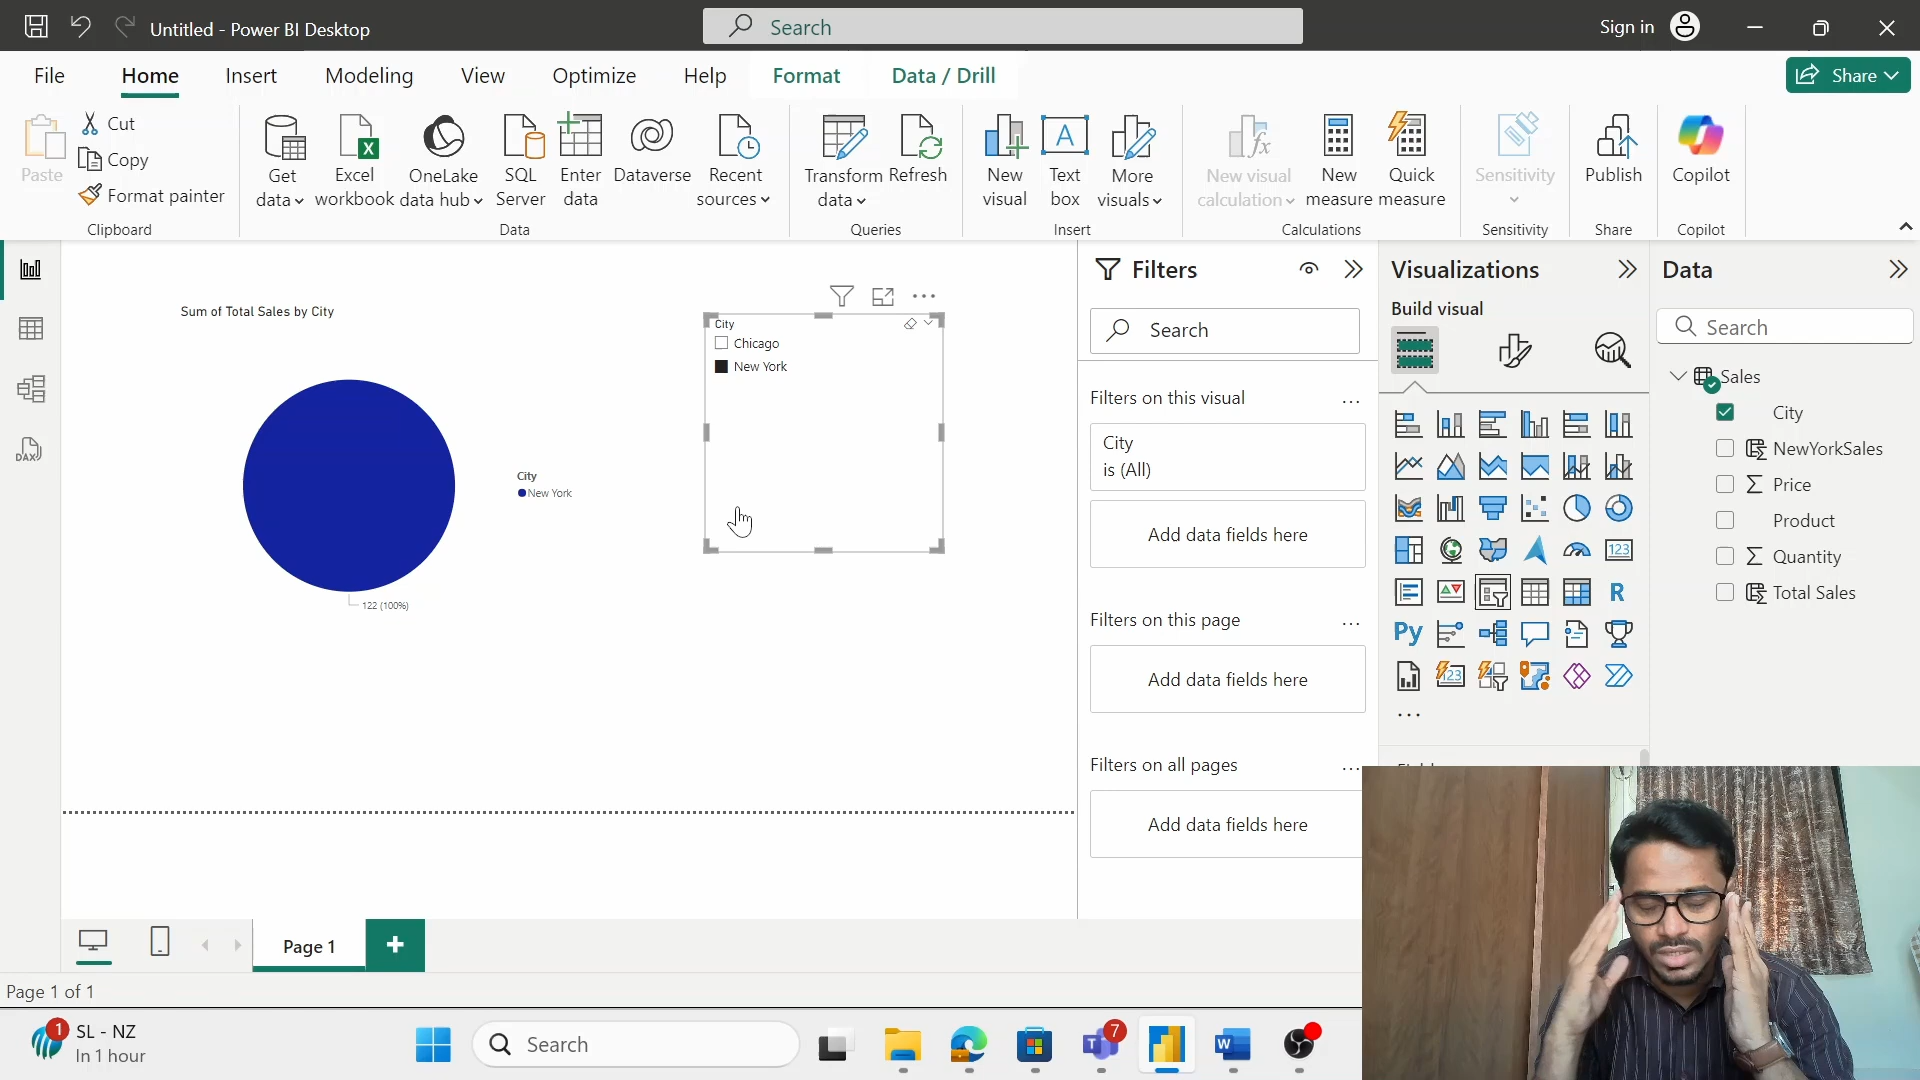 Untitled - Power BI Desktop
Search
Sign in
File
Home
Insert
Modeling
View
Optimize
Help
Format
Data / Drill
Share
Paste
Cut
Copy
Format painter
Clipboard
Get
data
Excel
workbook
OneLake
data hub
SQL
Server
Enter
data
Dataverse
Recent
sources
Data
Transform
data
Refresh
Queries
New
visual
Text
box
More
visuals
Insert
New visual
calculation
New
measure
Quick
measure
Calculations
Sensitivity
Sensitivity
Publish
Share
Copilot
Copilot
Sum of Total Sales by City
City
New York
122 (100%)
City
Chicago
New York
Filters
Search
Filters on this visual
City
is (All)
Add data fields here
Filters on this page
Add data fields here
Filters on all pages
Add data fields here
Visualizations
Build visual
123
R
Py
123
Data
Search
Sales
City
NewYorkSales
Price
Product
Quantity
Total Sales
DAX
Page 1
Page 1 of 1
1
SL - NZ
In 1 hour
Search
7
T
W